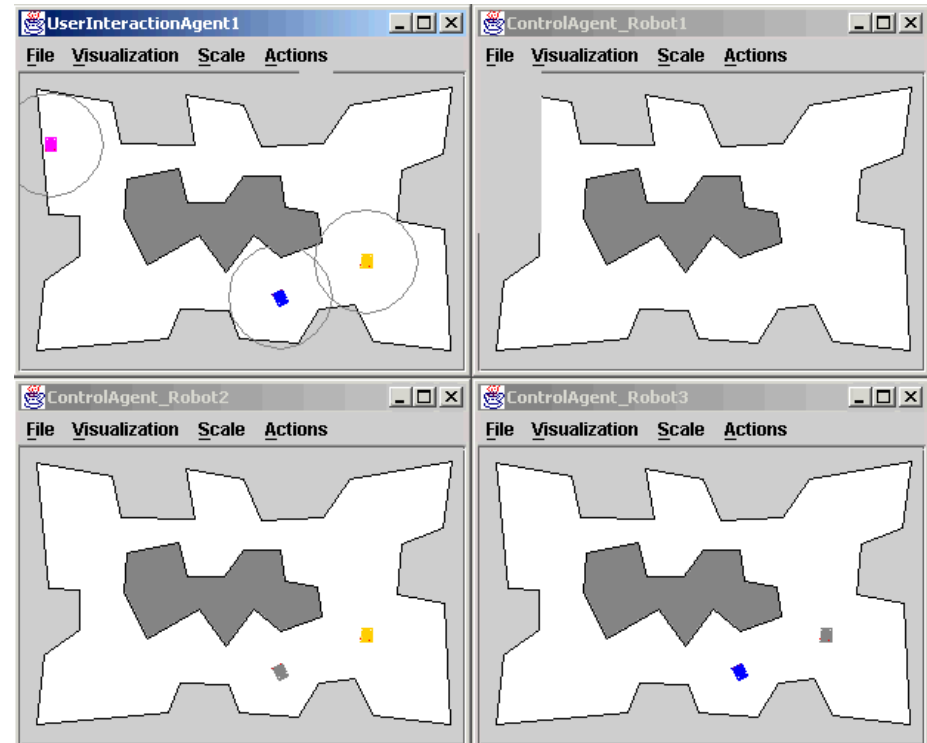 UserInteractionAgent1
File Visualization Scale Actions
ControlAgent_Robot1
File Visualization Scale Actions
ControlAgent_Robot2
File Visualization Scale Actions
ControlAgent_Robot3
File Visualization Scale Actions